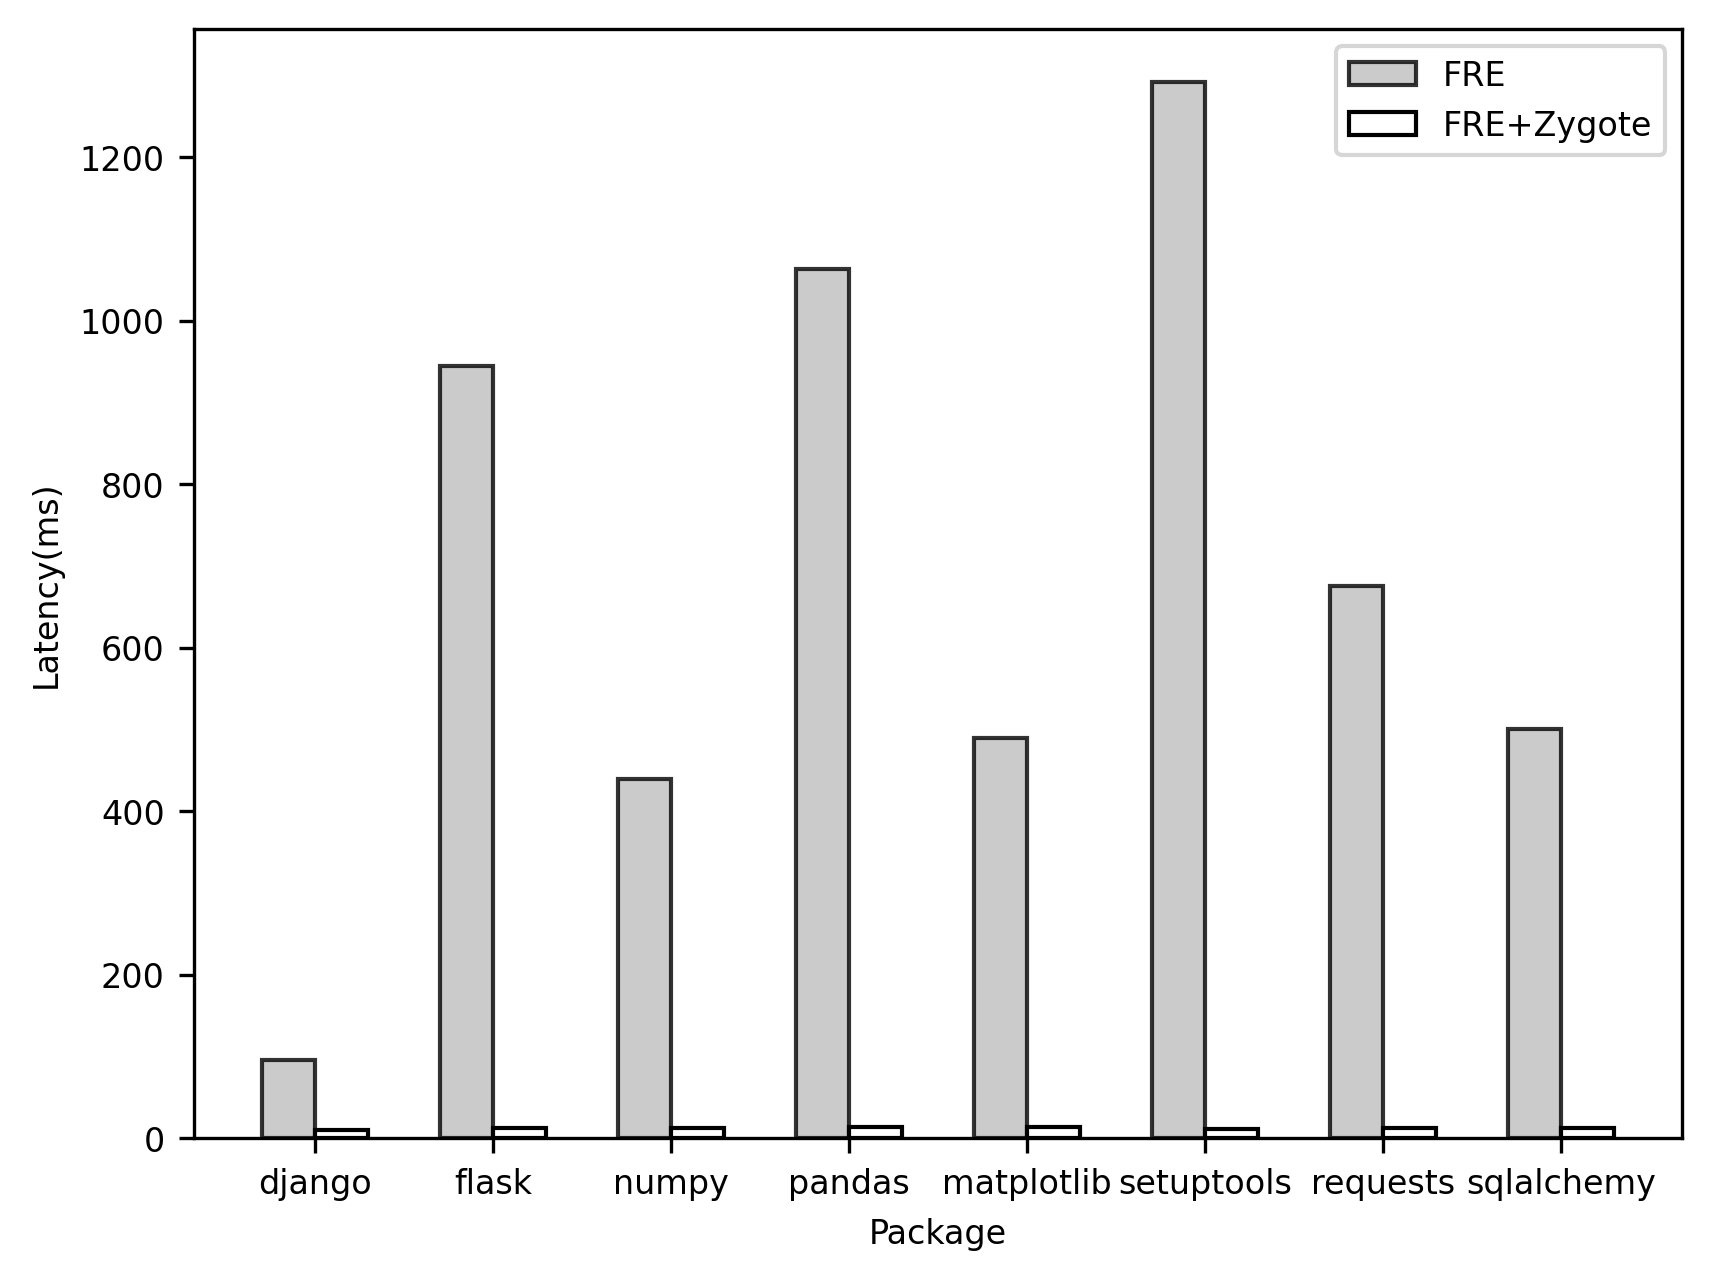 FRE
FRE+Zygote
1200
1000
800
600
400
200
0
Latency(ms)
django flask numpy pandas matplotlib setuptools requests sqlalchemy
Package